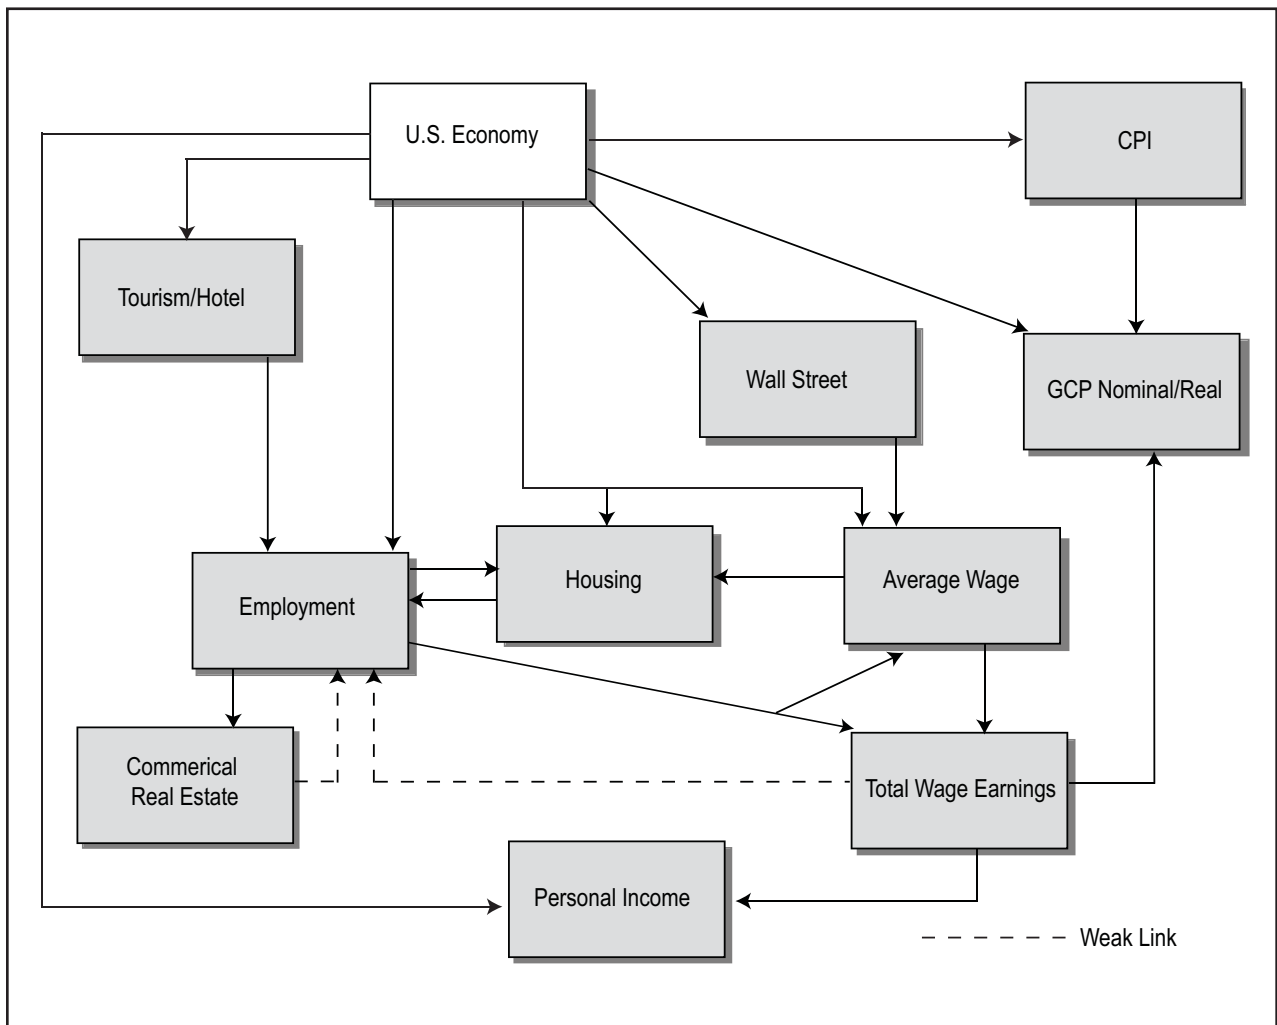 U.S. Economy
CPI
Tourism/Hotel
Wall Street
GCP Nominal/Real
Housing
Average Wage
Employment
Commerical
Real Estate
Total Wage Earnings
Personal Income
Weak Link